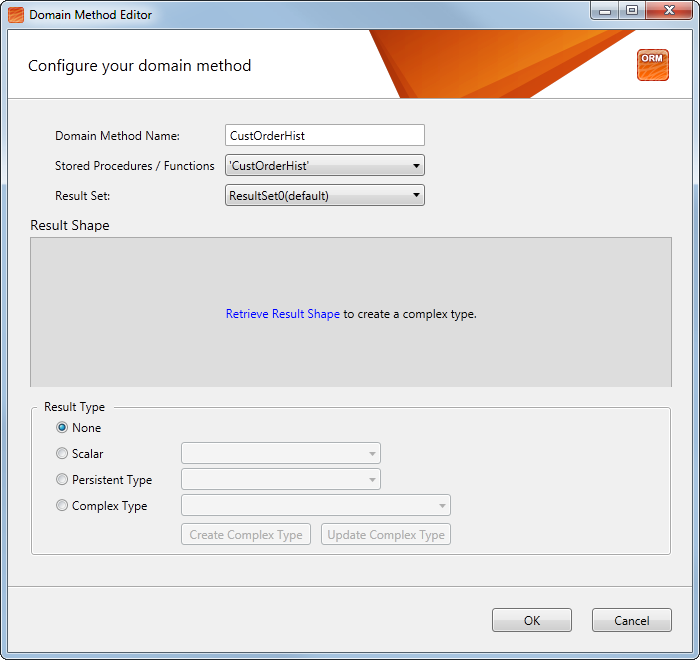 Domain Method Editor
Configure your domain method
ORM
Domain Method Name: CustOrderHist
Stored Procedures / Functions 'CustOrderHist'
Result Set: ResultSet0(default)
Result Shape
Retrieve Result Shape to create a complex type.
Result Type
None
Scalar
Persistent Type
Complex Type
Create Complex Type Update Complex Type
OK Cancel